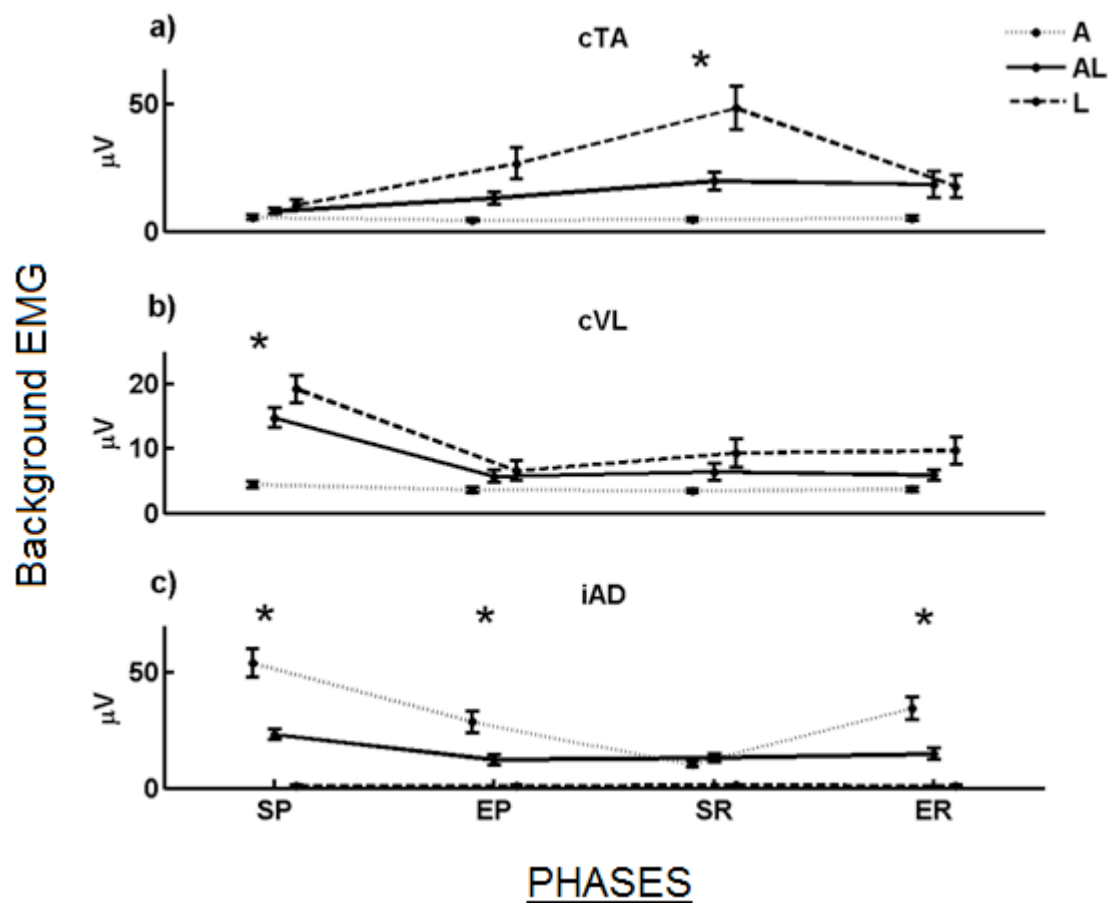 a)
cTA
A
AL
L
*
50
0
µV
b)
cVL
*
20
10
0
µV
Background EMG
c)
iAD
* * *
50
0
µV
SP EP SR ER
PHASES